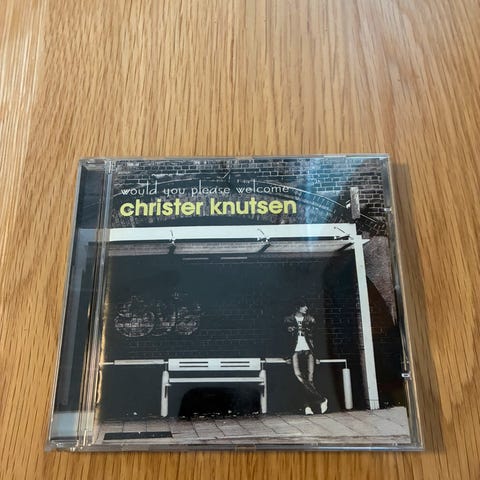 would you please welcome
christer knutsen